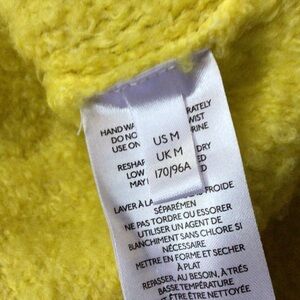 HAND WA
RATELY
DO NO
WIST
USE ON
RINE
US M
UK M
170/96A
RESHAP
DRY
LOW
ED
MAY
LAVER À LA
FROIDE
SÉPARÉMEN
NE PAS TORDRE OU ESSORER
UTILISER UN AGENT DE
BLANCHIMENT SANS CHLORE SI
NÉCESSAIRE
METTRE EN FORME ET SÉCHER
À PLAT
REPASSER, AU BESOIN, À TRÈS
BASSE TEMPÉRATURE
ÊTRE NETTOYÉE